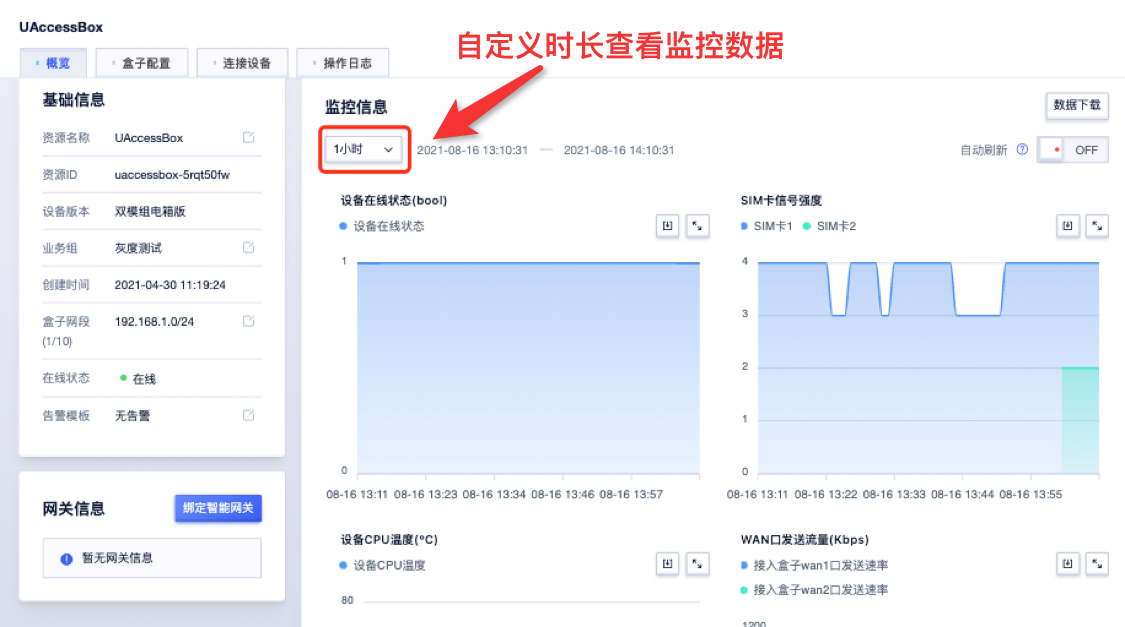 UAccessBox
自定义时长查看监控数据
概览
盒子配置
连接设备
操作日志
基础信息
资源名称 UAccessBox
资源ID uaccessbox-5rqt50fw
设备版本 双模组电箱版
业务组 灰度测试
创建时间 2021-04-30 11:19:24
盒子网段 192.168.1.0/24
(1/10)
在线状态 在线
告警模板 无告警
网关信息
绑定智能网关
暂无网关信息
监控信息
数据下载
1小时
2021-08-16 13:10:31 — 2021-08-16 14:10:31
自动刷新 OFF
设备在线状态(bool)
设备在线状态
1
0
08-16 13:11 08-16 13:23 08-16 13:34 08-16 13:46 08-16 13:57
SIM卡信号强度
SIM卡1 SIM卡2
4
3
2
1
0
08-16 13:11 08-16 13:22 08-16 13:33 08-16 13:44 08-16 13:55
设备CPU温度(°C)
设备CPU温度
80
WAN口发送流量(Kbps)
接入盒子wan1口发送速率
接入盒子wan2口发送速率
1200